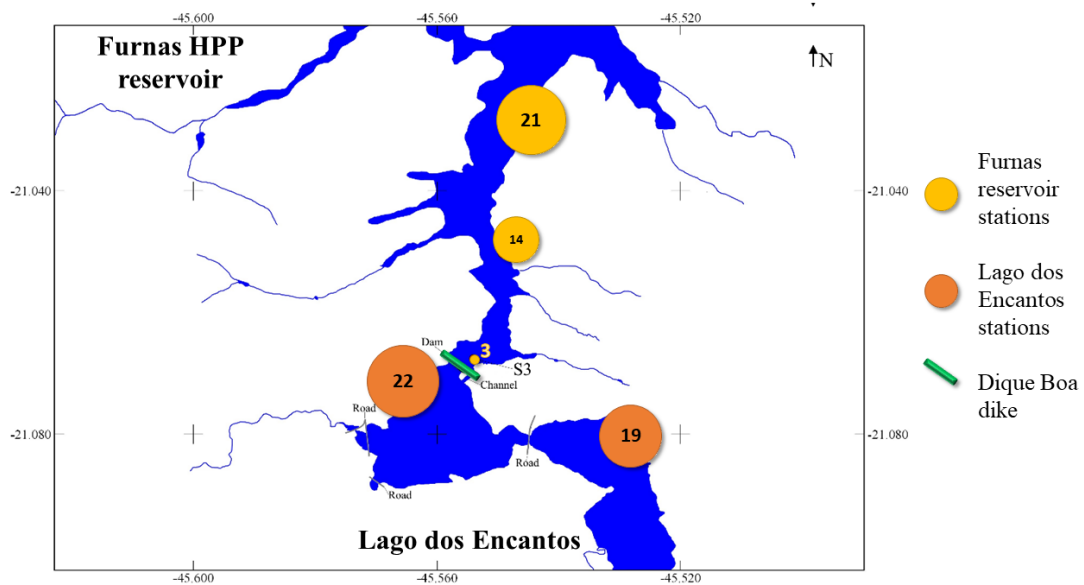 -45.600
-45.560
-45.520
Furnas HPP
reservoir
N
21
-21.040
-21.040
14
Dam
3
S3
22
Channel
Road
-21.080
-21.080
19
Road
Road
Lago dos Encantos
-45.600
-45.560
-45.520
Furnas
reservoir
stations
Lago dos
Encantos
stations
Dique Boa
dike